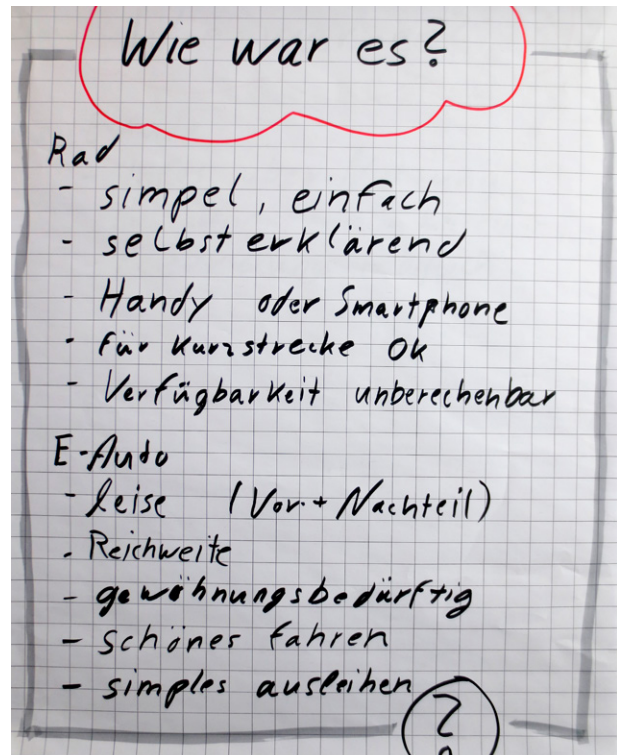 Wie war es?
Rad
- simpel, einfach
- selbsterklärend
- Handy oder Smartphone
- für Kurzstrecke Ok
- Verfügbarkeit unberechenbar
E-Auto
- leise (Vor- + Nachteil)
- Reichweite
- gewöhnungsbedürftig
- schönes fahren
- simples ausleihen
?